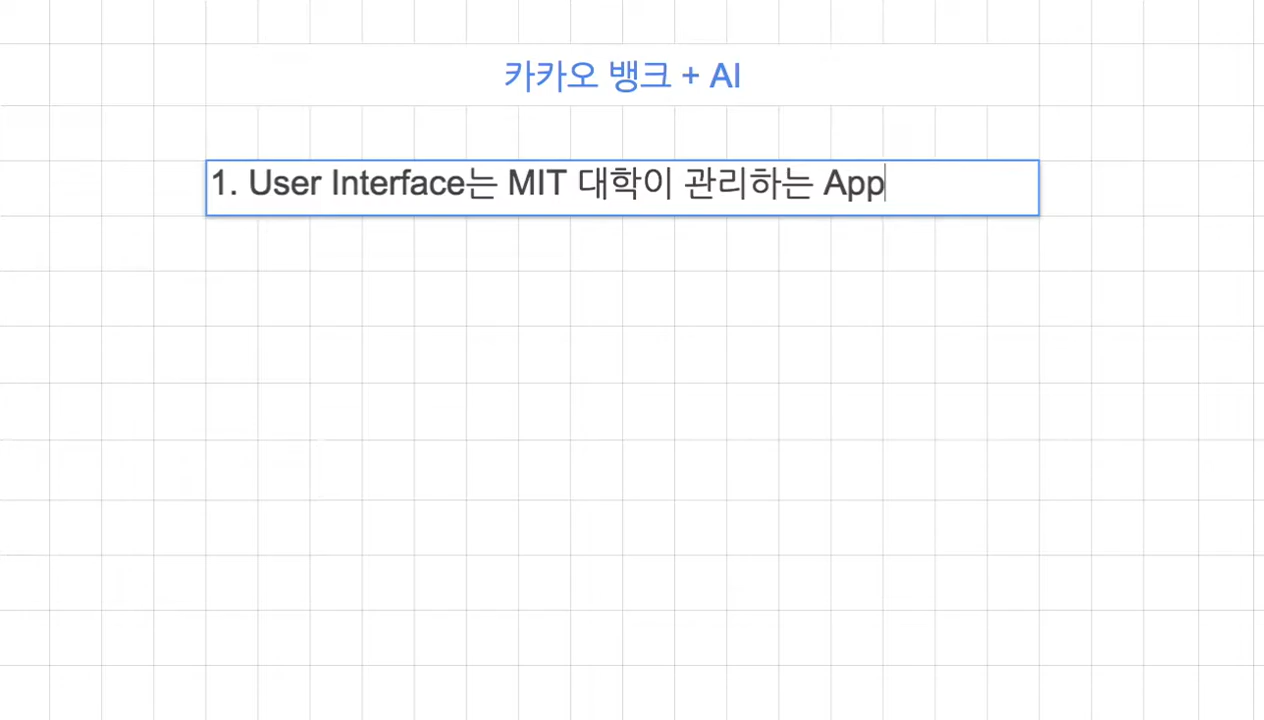 카카오 뱅크 + AI
1. User Interface는 MIT 대학이 관리하는 App